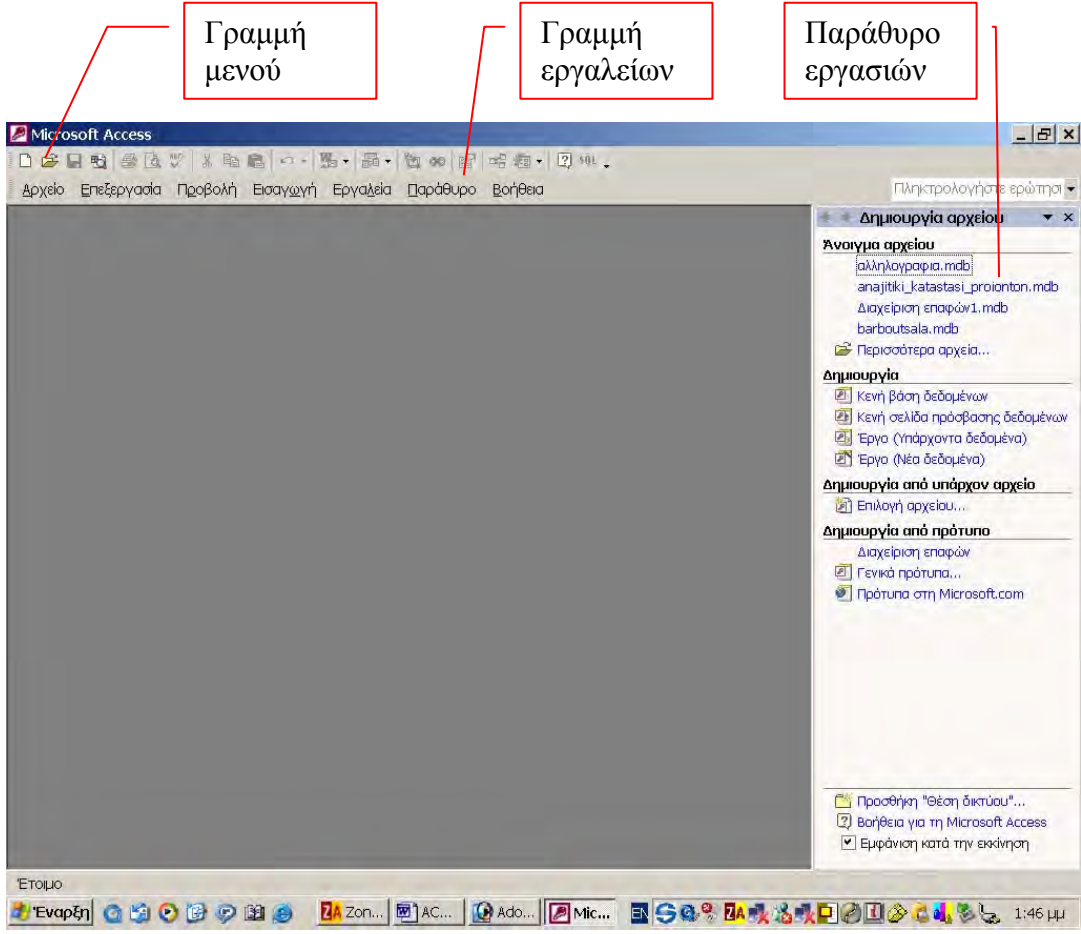 Γραμμή
μενού
Γραμμή
εργαλείων
Παράθυρο
εργασιών
Microsoft Access
SQL
Αρχείο Επεξεργασία Προβολή Εισαγωγή Εργαλεία Παράθυρο Βοήθεια
Πληκτρολογήστε ερώτησ
Δημιουργία αρχείου
Άνοιγμα αρχείου
αλληλογραφια.mdb
anajitiki_katastasi_proionton.mdb
Διαχείριση επαφών1.mdb
barboutsala.mdb
Περισσότερα αρχεία...
Δημιουργία
Κενή βάση δεδομένων
Κενή σελίδα πρόσβασης δεδομένων
Έργο (Υπάρχοντα δεδομένα)
Έργο (Νέα δεδομένα)
Δημιουργία από υπάρχον αρχείο
Επιλογή αρχείου...
Δημιουργία από πρότυπο
Διαχείριση επαφών
Γενικά πρότυπα...
Πρότυπα στη Microsoft.com
Προσθήκη "Θέση δικτύου"...
Βοήθεια για τη Microsoft Access
Εμφάνιση κατά την εκκίνηση
Έτοιμο
Έναρξη ZA Zon... AC... Ado... Mic... EN ZA 1:46 μμ